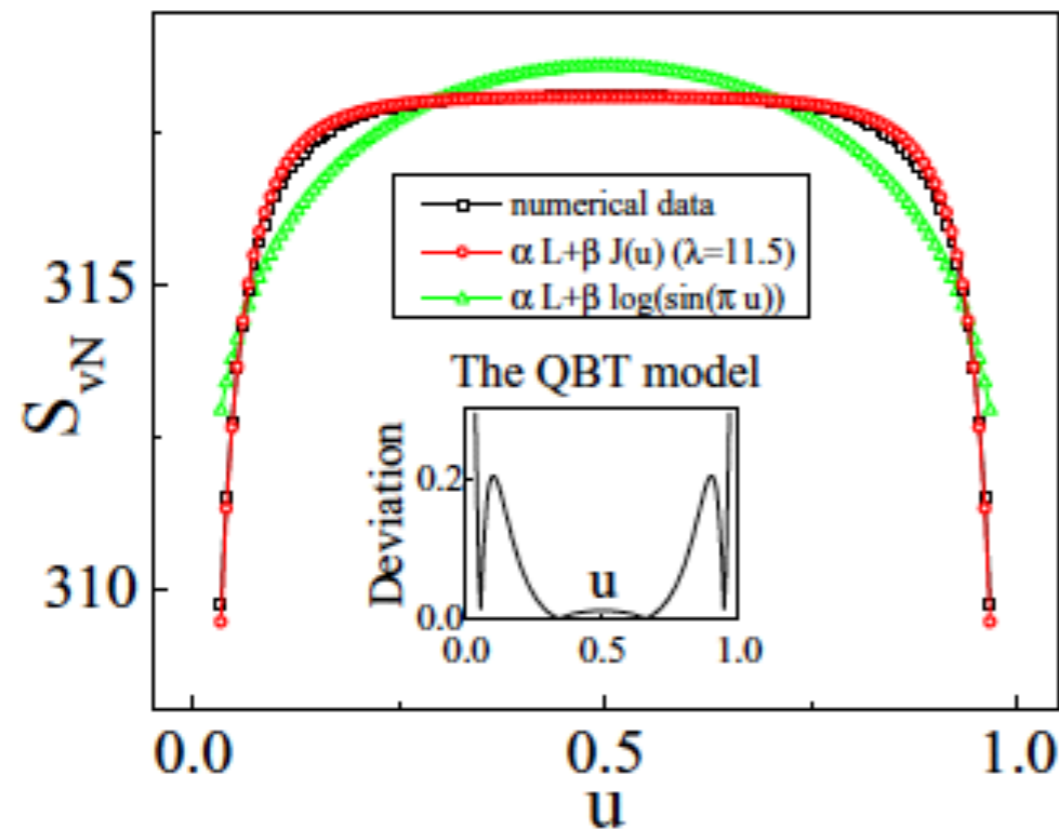 315
310
S_vN
numerical data
α L+β J(u) (λ=11.5)
α L+β log(sin(π u))
The QBT model
Deviation
0.2
0.0
u
0.0 0.5 1.0
0.0 0.5 1.0
u